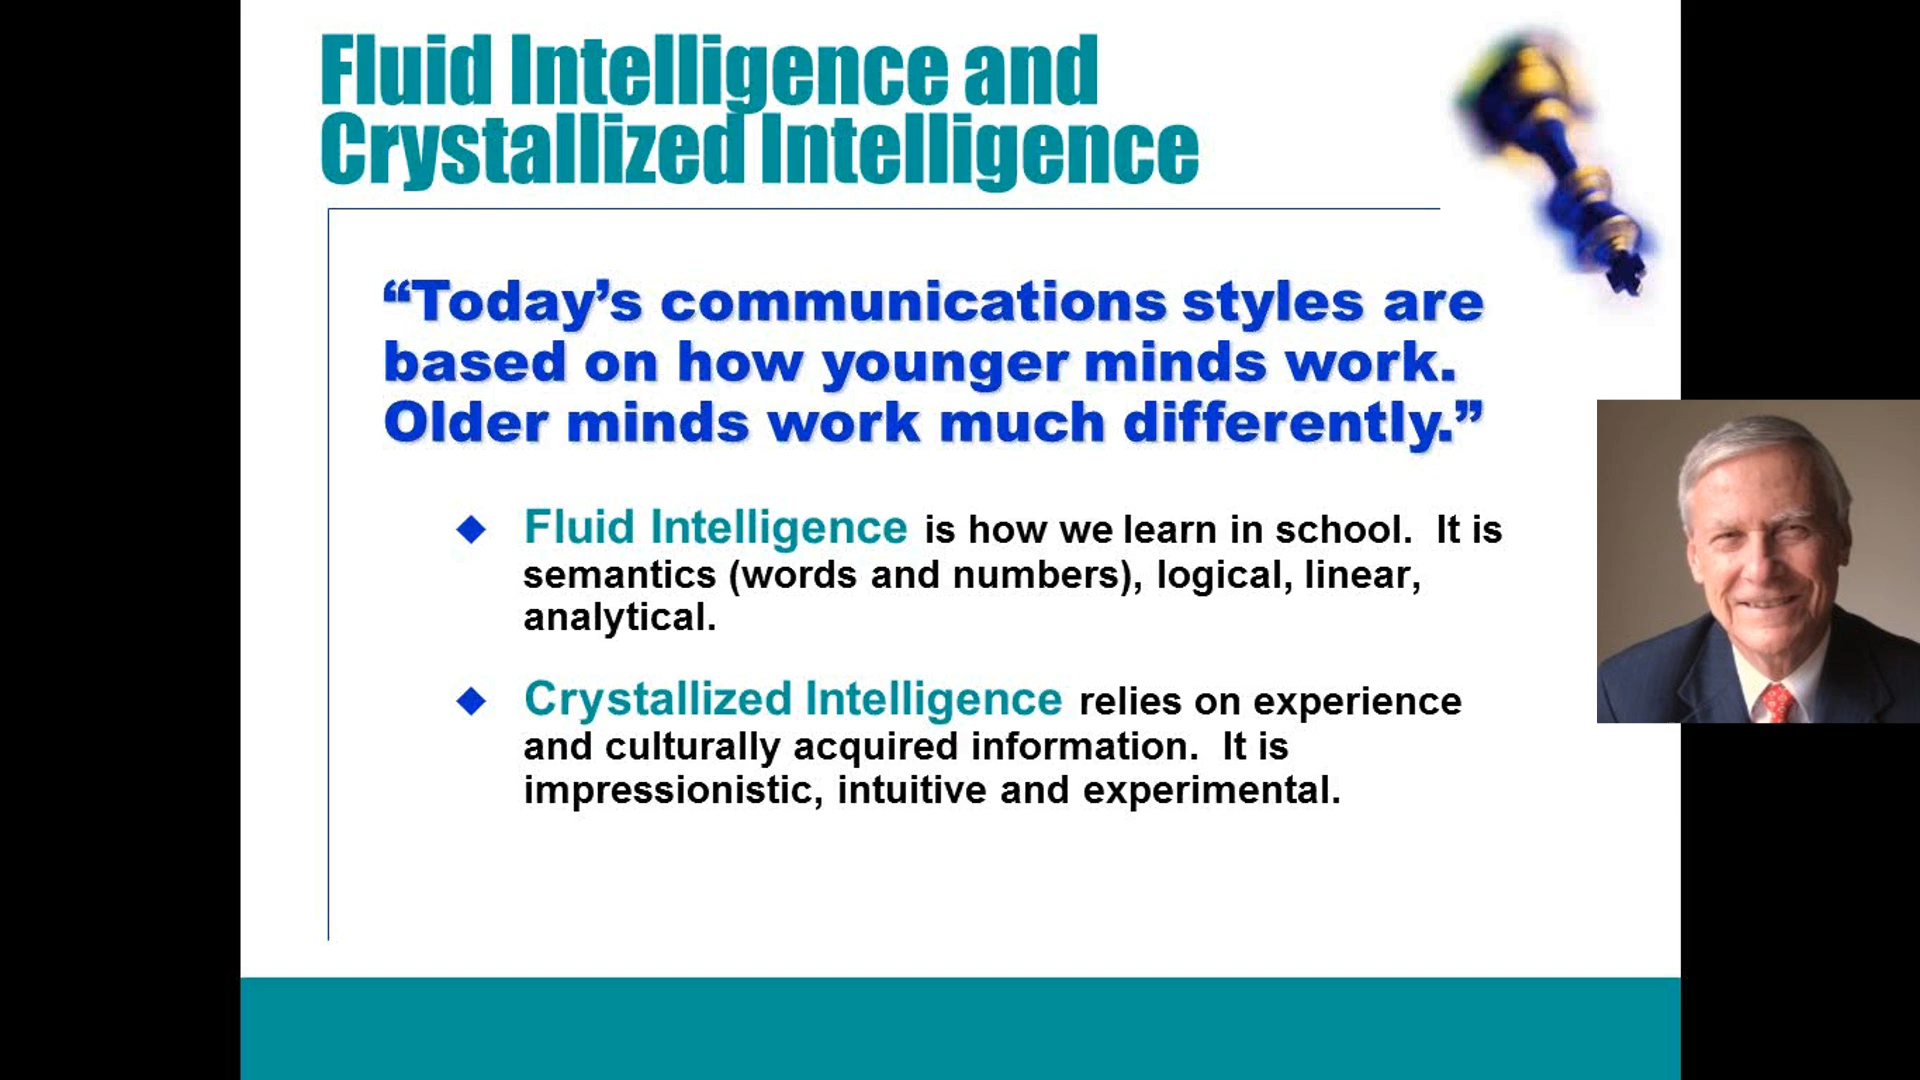 Fluid Intelligence and
Crystallized Intelligence
“Today’s communications styles are
based on how younger minds work.
Older minds work much differently.”
Fluid Intelligence is how we learn in school. It is
semantics (words and numbers), logical, linear,
analytical.
Crystallized Intelligence relies on experience
and culturally acquired information. It is
impressionistic, intuitive and experimental.